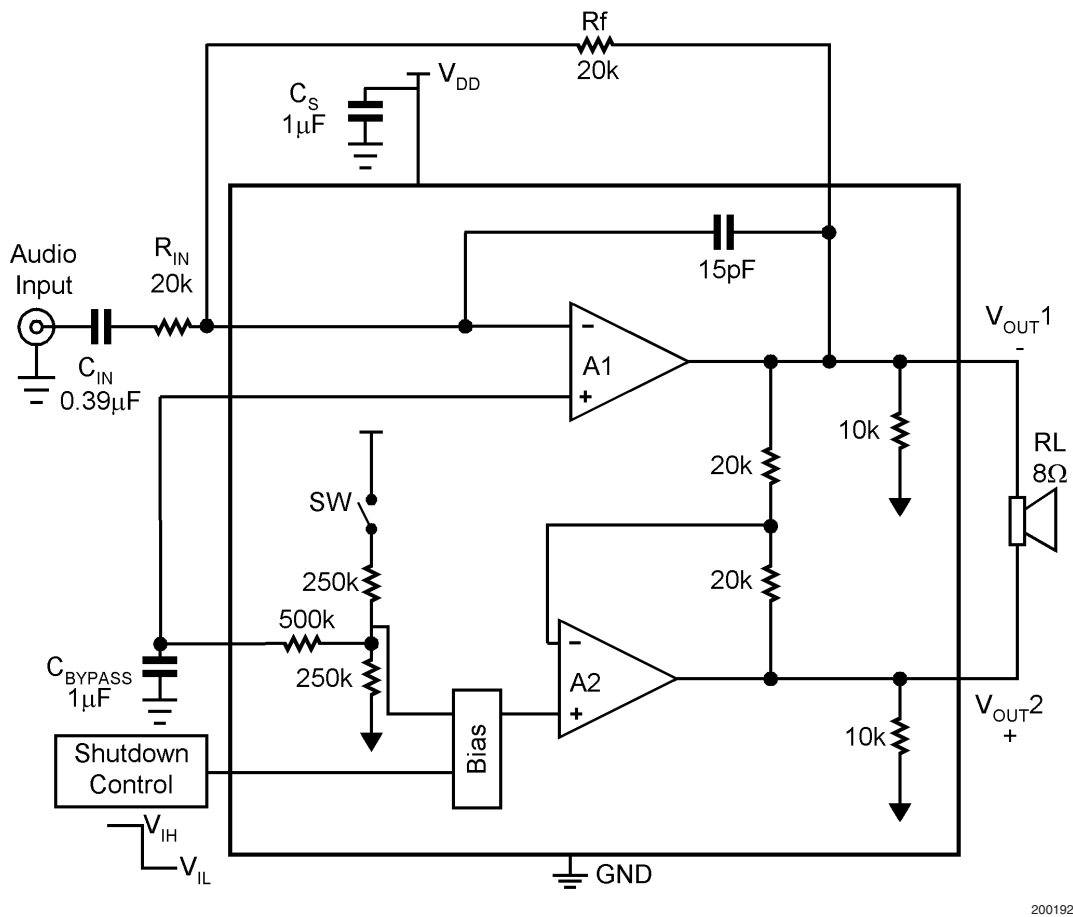 Rf
20k
V_DD
C_S
1µF
Audio
Input
R_IN
20k
15pF
C_IN
0.39µF
-
A1
+
V_OUT1
-
10k
RL
8Ω
20k
SW
250k
20k
500k
250k
C_BYPASS
1µF
-
A2
+
V_OUT2
+
10k
Bias
Shutdown
Control
V_IH
V_IL
GND
200192